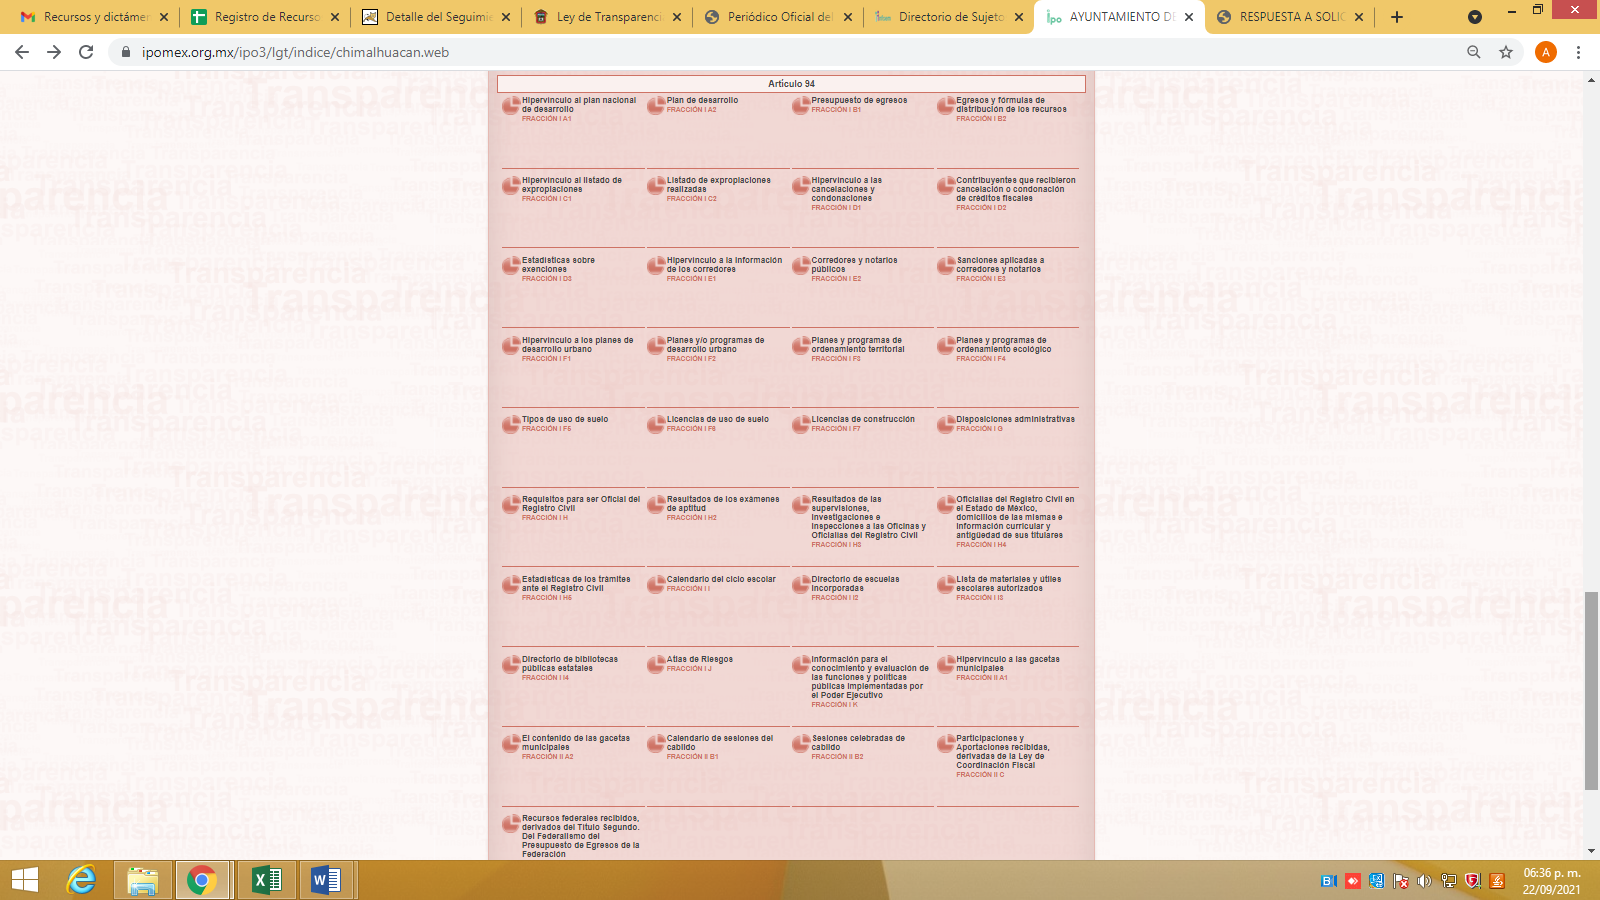 Recursos y dictámen
Registro de Recurso
Detalle del Seguimie
Ley de Transparenci
Periódico Oficial del
Directorio de Sujeto
AYUNTAMIENTO DE
RESPUESTA A SOLIC
ipomex.org.mx/ipo3/lgt/indice/chimalhuacan.web
A
Artículo 94
Hipervínculo al plan nacional
de desarrollo
FRACCIÓN I A1
Plan de desarrollo
FRACCIÓN I A2
Presupuesto de egresos
FRACCIÓN I B1
Egresos y fórmulas de
distribución de los recursos
FRACCIÓN I B2
Hipervínculo al listado de
expropiaciones
FRACCIÓN I C1
Listado de expropiaciones
realizadas
FRACCIÓN I C2
Hipervínculo a las
cancelaciones y
condonaciones
FRACCIÓN I D1
Contribuyentes que recibieron
cancelación o condonación
de créditos fiscales
FRACCIÓN I D2
Estadísticas sobre
exenciones
FRACCIÓN I D3
Hipervínculo a la información
de los corredores
FRACCIÓN I E1
Corredores y notarios
públicos
FRACCIÓN I E2
Sanciones aplicadas a
corredores y notarios
FRACCIÓN I E3
Hipervínculo a los planes de
desarrollo urbano
FRACCIÓN I F1
Planes y/o programas de
desarrollo urbano
FRACCIÓN I F2
Planes y programas de
ordenamiento territorial
FRACCIÓN I F3
Planes y programas de
ordenamiento ecológico
FRACCIÓN I F4
Tipos de uso de suelo
FRACCIÓN I F5
Licencias de uso de suelo
FRACCIÓN I F6
Licencias de construcción
FRACCIÓN I F7
Disposiciones administrativas
FRACCIÓN I G
Requisitos para ser Oficial del
Registro Civil
FRACCIÓN I H
Resultados de los exámenes
de aptitud
FRACCIÓN I H2
Resultados de las
supervisiones,
investigaciones e
inspecciones a las Oficinas y
Oficialías del Registro Civil
FRACCIÓN I H3
Oficialías del Registro Civil en
el Estado de México,
domicilios de las mismas e
información curricular y
antigüedad de sus titulares
FRACCIÓN I H4
Estadísticas de los trámites
ante el Registro Civil
FRACCIÓN I H5
Calendario del ciclo escolar
FRACCIÓN I I
Directorio de escuelas
incorporadas
FRACCIÓN I I2
Lista de materiales y útiles
escolares autorizados
FRACCIÓN I I3
Directorio de bibliotecas
públicas estatales
FRACCIÓN I I4
Atlas de Riesgos
FRACCIÓN I J
Información para el
conocimiento y evaluación de
las funciones y políticas
públicas implementadas por
el Poder Ejecutivo
FRACCIÓN I K
Hipervínculo a las gacetas
municipales
FRACCIÓN II A1
El contenido de las gacetas
municipales
FRACCIÓN II A2
Calendario de sesiones del
cabildo
FRACCIÓN II B1
Sesiones celebradas de
cabildo
FRACCIÓN II B2
Participaciones y
Aportaciones recibidas,
derivadas de la Ley de
Coordinación Fiscal
FRACCIÓN II C
Recursos federales recibidos,
derivados del Título Segundo.
Del Federalismo del
Presupuesto de Egresos de la
Federación
06:36 p. m.
22/09/2021